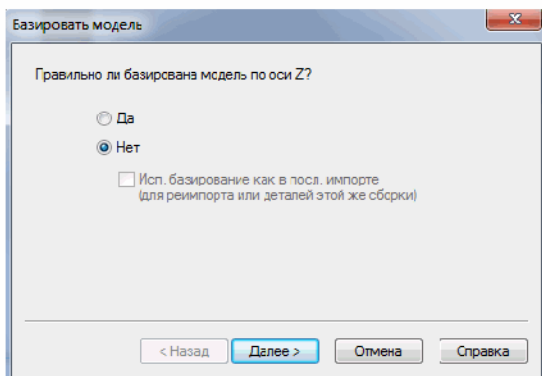 Базировать модель
Правильно ли базирована модель по оси Z?
Да
Нет
Исп. базирование как в посл. импорте
(для реимпорта или деталей этой же сборки)
< Назад
Далее >
Отмена
Справка